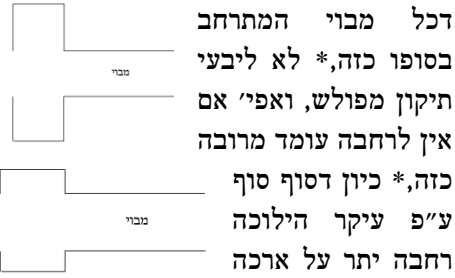 דכל מבוי המתרחב
בסופו כזה,* לא ליבעי
מבוי
תיקון מפולש, ואפי׳ אם
אין לרחבה עומד מרובה
כזה,* כיון דסוף סוף
ע״פ עיקר הילוכה
מבוי
רחבה יתר על ארכה